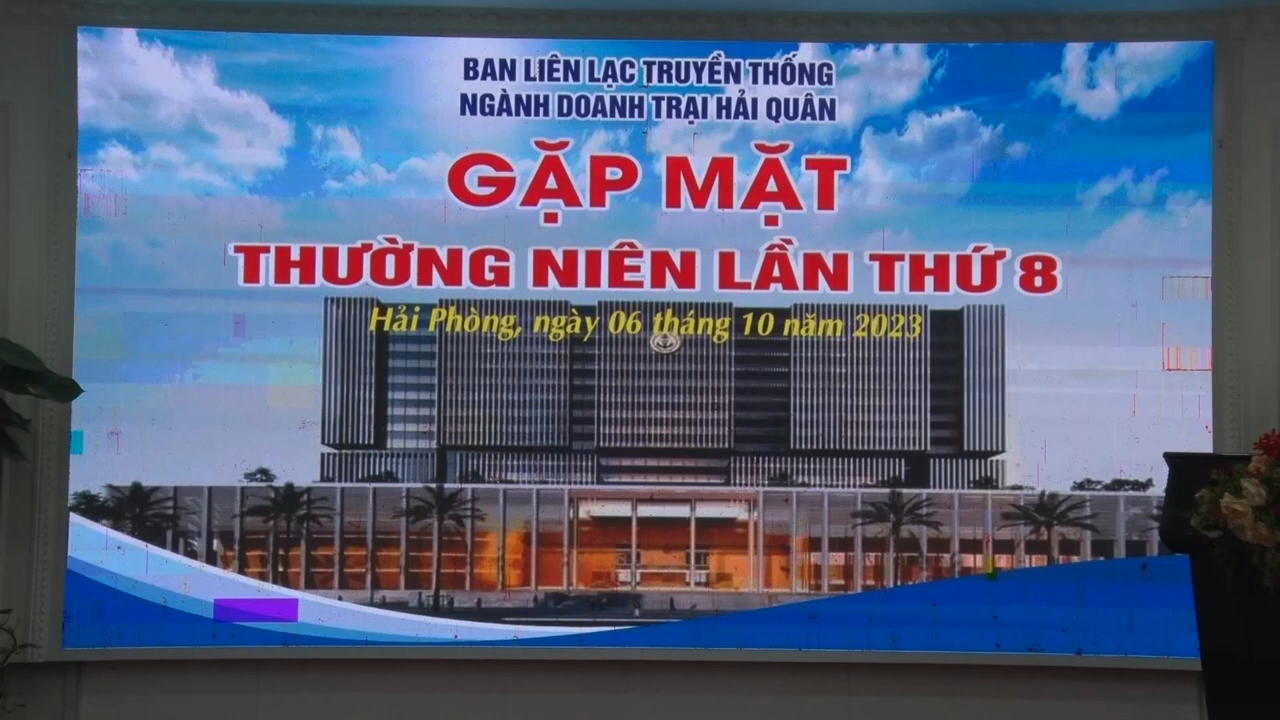 BAN LIÊN LẠC TRUYỀN THỐNG
NGÀNH DOANH TRẠI HẢI QUÂN
GẶP MẶT
THƯỜNG NIÊN LẦN THỨ 8
Hải Phòng, ngày 06 tháng 10 năm 2023